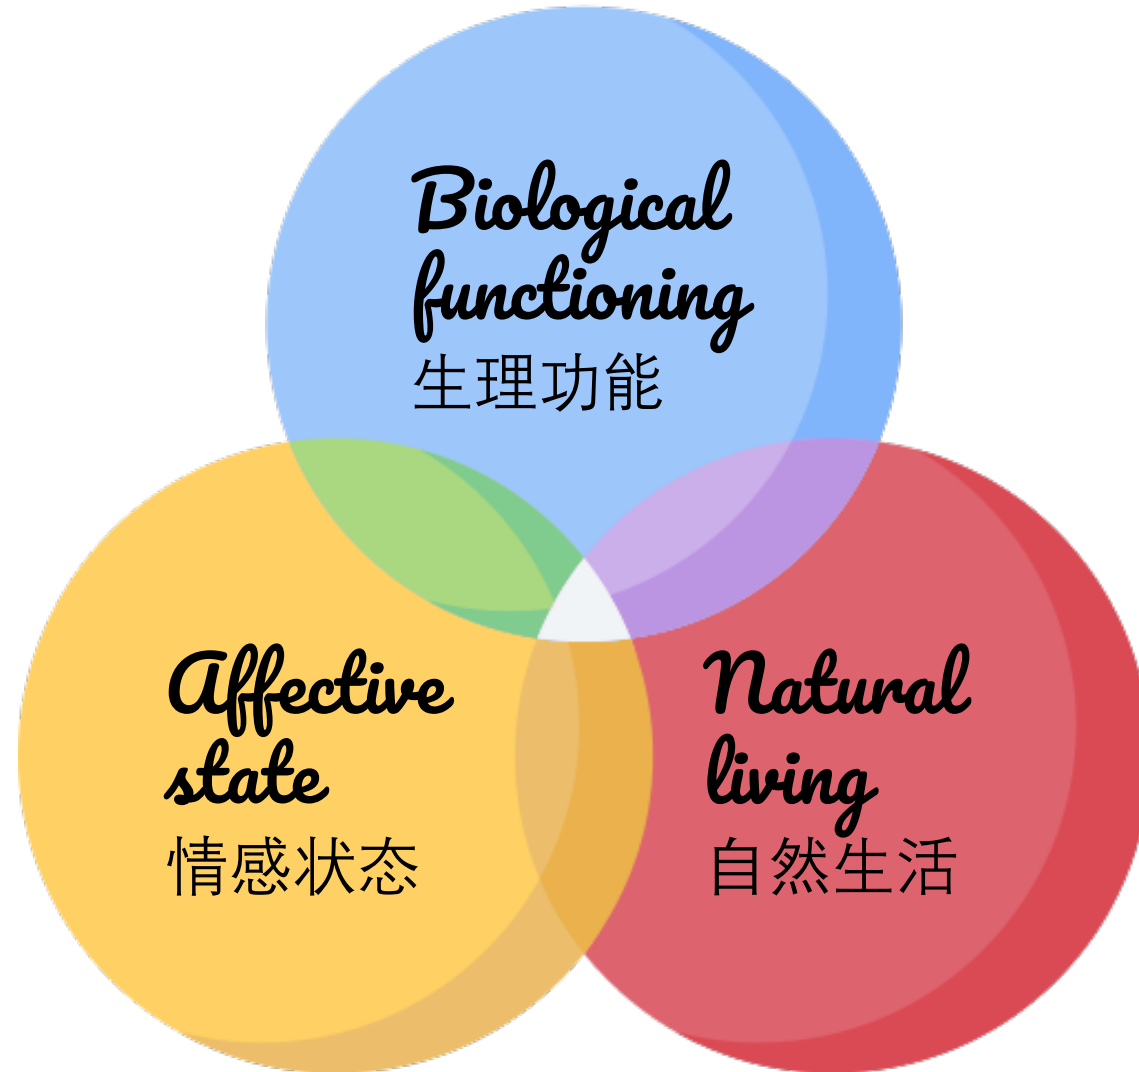 Biological
functioning
生理功能
Affective
state
情感状态
Natural
living
自然生活